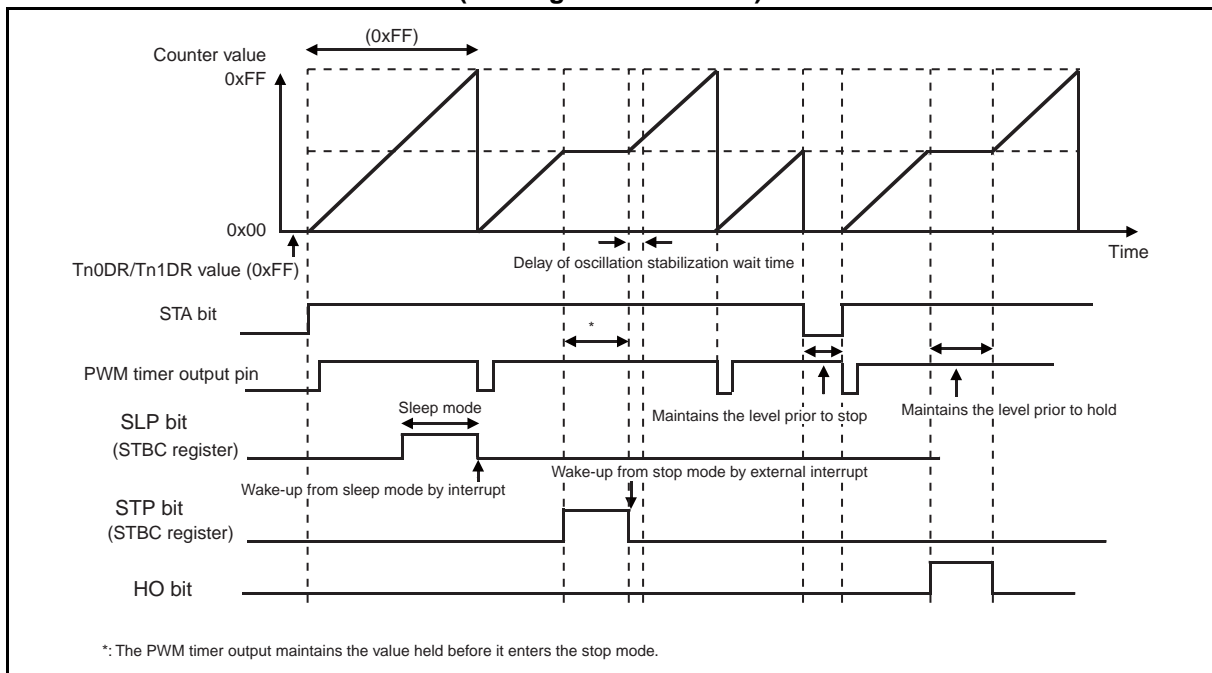 (0xFF)
Counter value
0xFF
0x00
Time
Delay of oscillation stabilization wait time
Tn0DR/Tn1DR value (0xFF)
STA bit
*
PWM timer output pin
Sleep mode
Maintains the level prior to stop
Maintains the level prior to hold
SLP bit
(STBC register)
Wake-up from sleep mode by interrupt
Wake-up from stop mode by external interrupt
STP bit
(STBC register)
HO bit
*: The PWM timer output maintains the value held before it enters the stop mode.